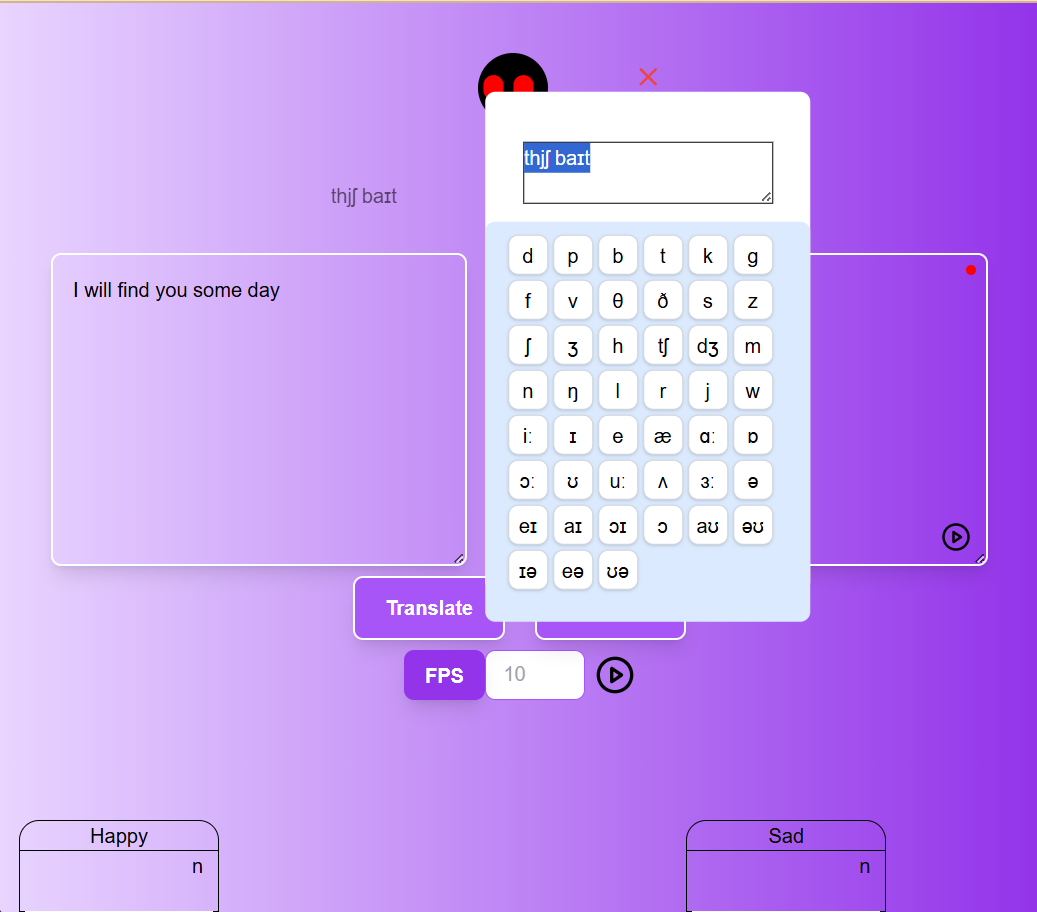 thjʃ baɪt
thjʃ baɪt
I will find you some day
d p b t k g
f v θ ð s z
ʃ ʒ h tʃ dʒ m
n ŋ l r j w
iː ɪ e æ ɑː ɒ
ɔː ʊ uː ʌ ɜː ə
eɪ aɪ ɔɪ ɔ aʊ əʊ
ɪə eə ʊə
Translate
FPS 10
Happy Sad
n n